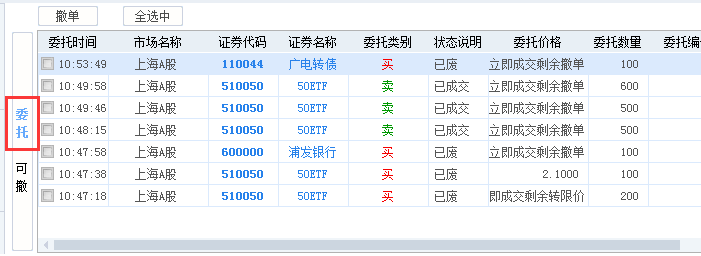 撤单 全选中
委托时间 市场名称 证券代码 证券名称 委托类别 状态说明 委托价格 委托数量 委托编
10:53:49 上海A股 110044 广电转债 买 已废 立即成交剩余撤单 100
10:49:58 上海A股 510050 50ETF 卖 已成交 立即成交剩余撤单 600
10:49:46 上海A股 510050 50ETF 卖 已成交 立即成交剩余撤单 500
10:48:15 上海A股 510050 50ETF 卖 已成交 立即成交剩余撤单 500
10:47:58 上海A股 600000 浦发银行 买 已废 立即成交剩余撤单 100
10:47:38 上海A股 510050 50ETF 买 已废 2.1000 100
10:47:18 上海A股 510050 50ETF 买 已废 即成交剩余转限价 200
委托
可撤